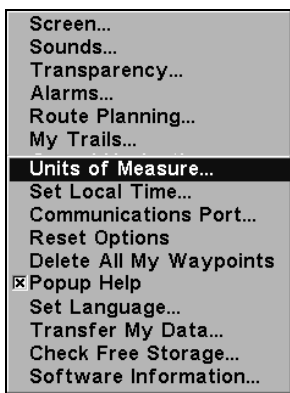 Screen...
Sounds...
Transparency...
Alarms...
Route Planning...
My Trails...
Units of Measure...
Set Local Time...
Communications Port...
Reset Options
Delete All My Waypoints
Popup Help
Set Language...
Transfer My Data...
Check Free Storage...
Software Information...